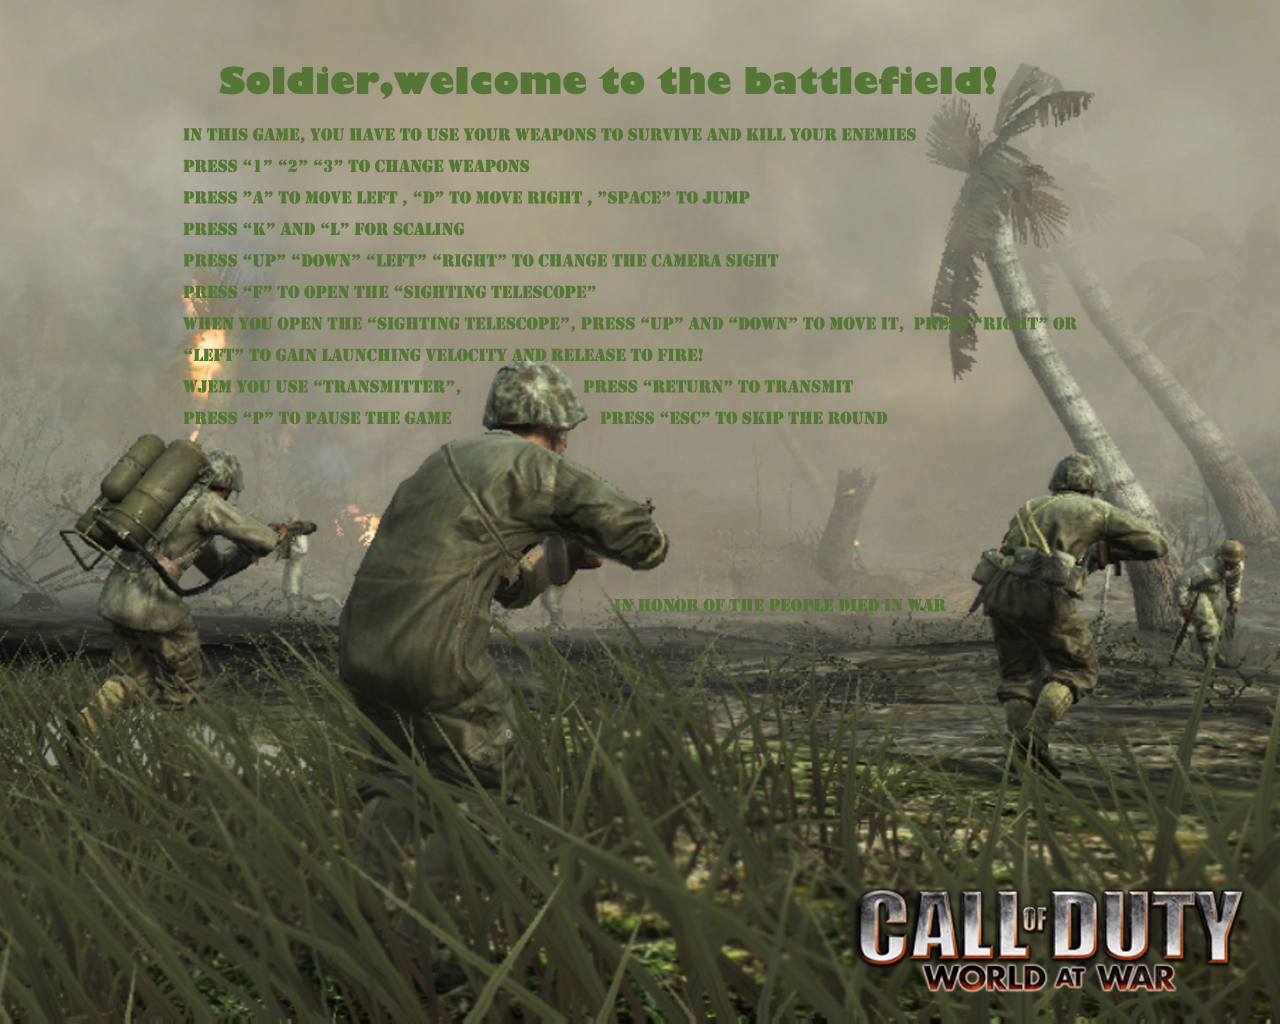 Soldier,welcome to the battlefield!
IN THIS GAME, YOU HAVE TO USE YOUR WEAPONS TO SURVIVE AND KILL YOUR ENEMIES
PRESS “1” “2” “3” TO CHANGE WEAPONS
PRESS ”A” TO MOVE LEFT , “D” TO MOVE RIGHT , ”SPACE” TO JUMP
PRESS “K” AND “L” FOR SCALING
PRESS “UP” “DOWN” “LEFT” “RIGHT” TO CHANGE THE CAMERA SIGHT
PRESS “F” TO OPEN THE “SIGHTING TELESCOPE”
WHEN YOU OPEN THE “SIGHTING TELESCOPE”, PRESS “UP” AND “DOWN” TO MOVE IT, PRESS “RIGHT” OR
“LEFT” TO GAIN LAUNCHING VELOCITY AND RELEASE TO FIRE!
WJEM YOU USE “TRANSMITTER”, PRESS “RETURN” TO TRANSMIT
PRESS “P” TO PAUSE THE GAME PRESS “ESC” TO SKIP THE ROUND
IN HONOR OF THE PEOPLE DIED IN WAR
CALL OF DUTY
WORLD AT WAR